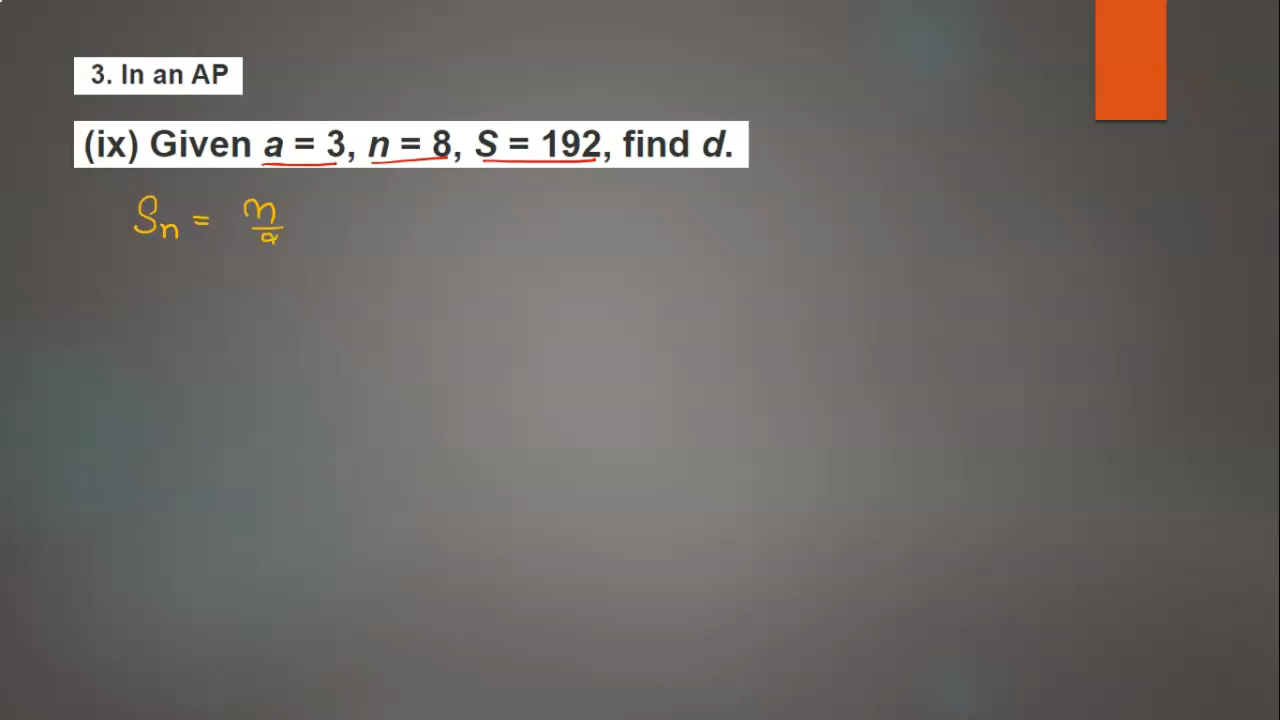 3. In an AP
(ix) Given a = 3, n = 8, S = 192, find d.
Sn = n/2